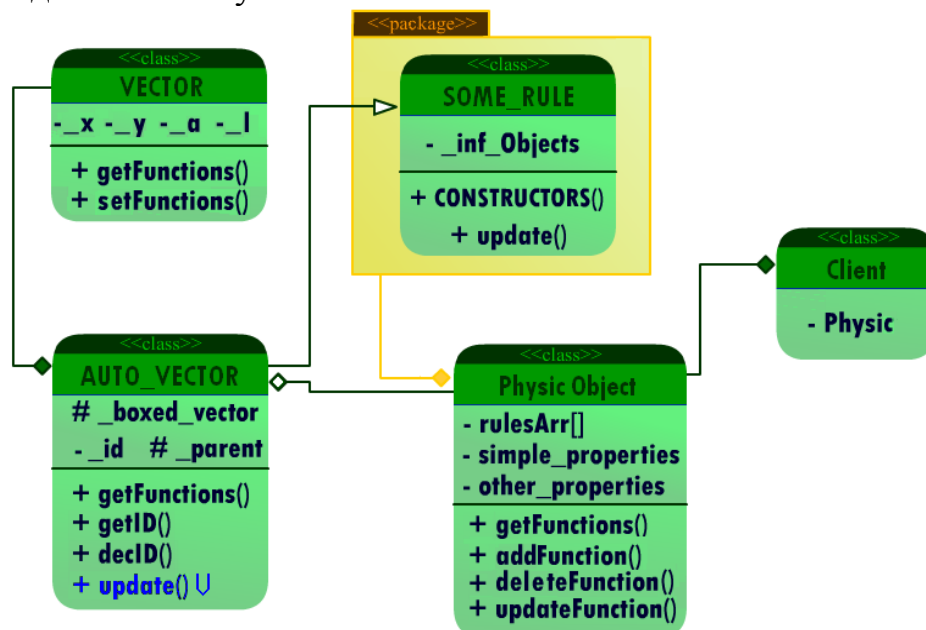 <<package>>
<<class>>
VECTOR
-_x -_y -_a -_l
+ getFunctions()
+ setFunctions()
<<class>>
SOME_RULE
- _inf_Objects
+ CONSTRUCTORS()
+ update()
<<class>>
Client
- Physic
<<class>>
AUTO_VECTOR
# _boxed_vector
- _id # _parent
+ getFunctions()
+ getID()
+ decID()
+ update() V
<<class>>
Physic Object
- rulesArr[]
- simple_properties
- other_properties
+ getFunctions()
+ addFunction()
+ deleteFunction()
+ updateFunction()